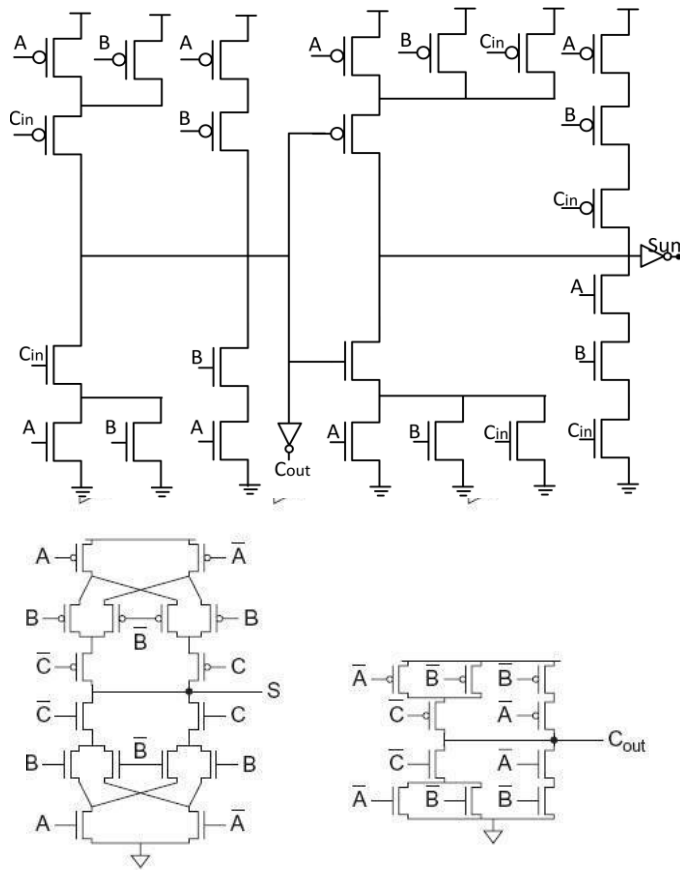 A B A A B Cin A
Cin B B
Cin
Sum
A
Cin B B
A B A Cout A B Cin Cin
A A̅
B B̅ B
C̅ C
S
C̅ C
B B̅ B
A A̅
A̅ B̅ B̅
C̅ A̅
Cout
C̅ A̅
A̅ B̅ B̅